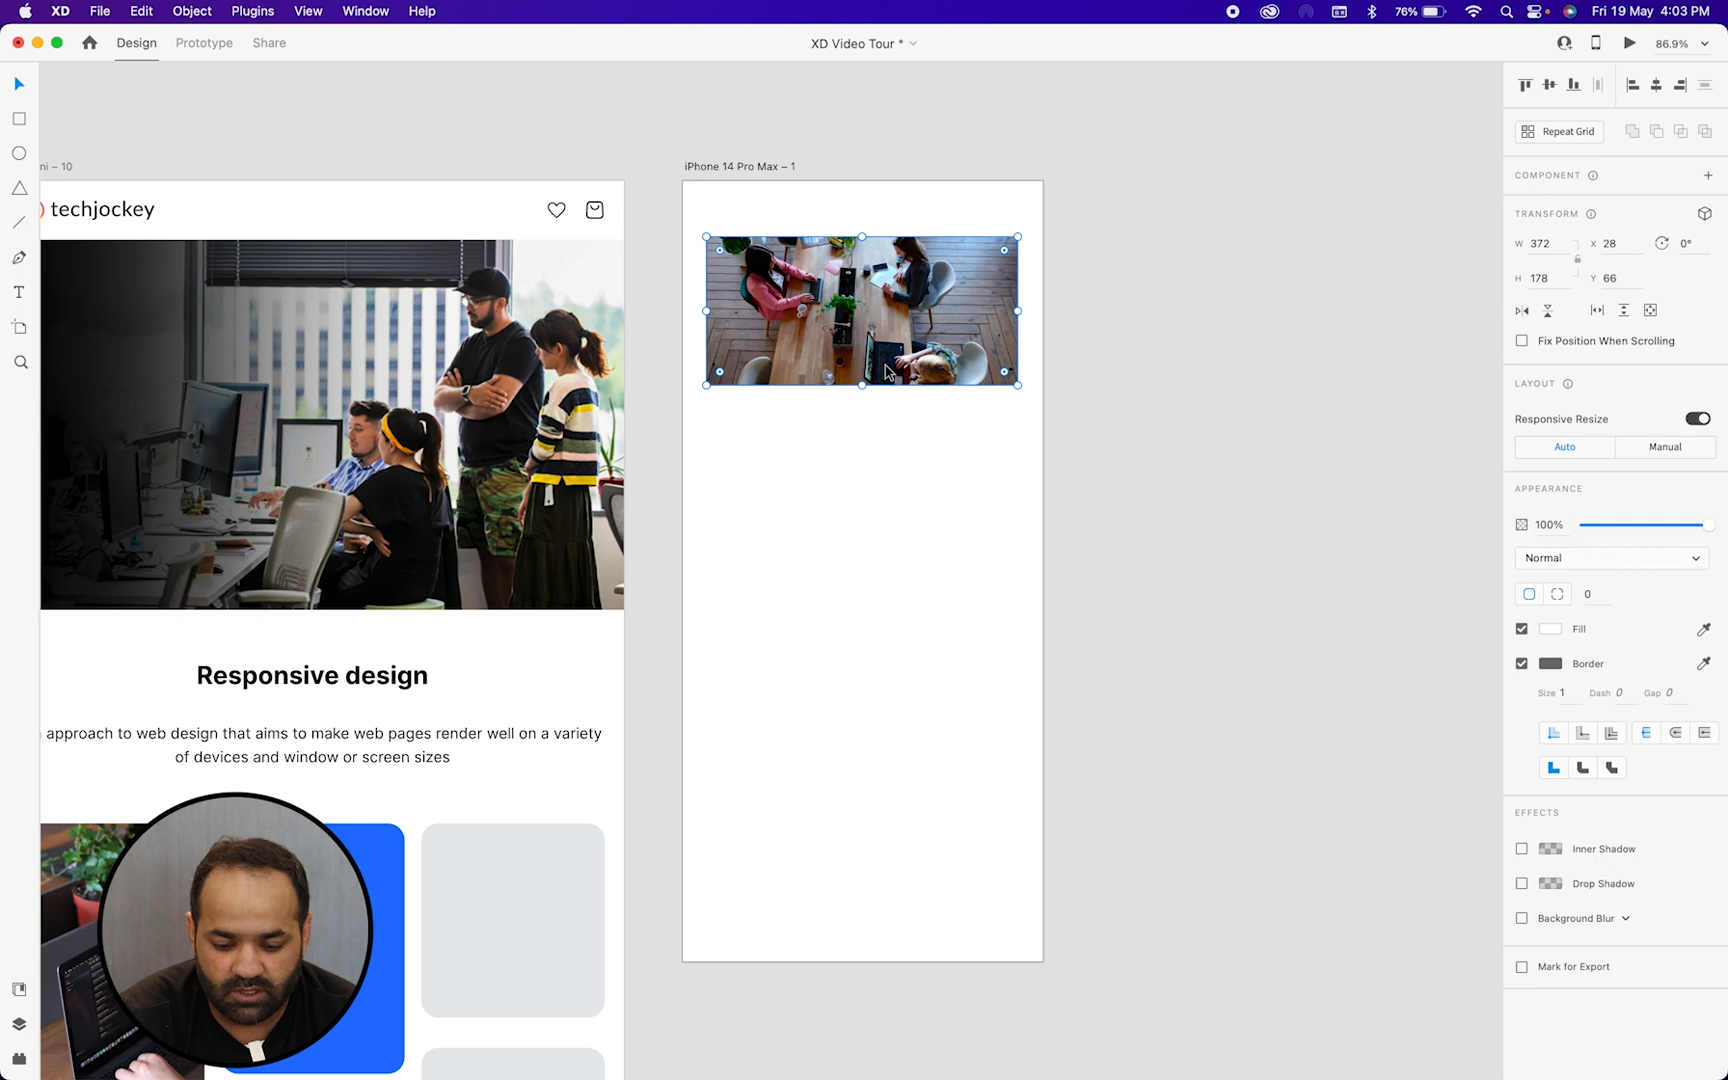 XD File Edit Object Plugins View Window Help
76% Fri 19 May 4:03 PM
Design Prototype Share
XD Video Tour *
86.9%
ni – 10
iPhone 14 Pro Max – 1
techjockey
Responsive design
approach to web design that aims to make web pages render well on a variety
of devices and window or screen sizes
Repeat Grid
COMPONENT
TRANSFORM
W 372 X 28 0°
H 178 Y 66
Fix Position When Scrolling
LAYOUT
Responsive Resize
Auto Manual
APPEARANCE
100%
Normal
0
Fill
Border
Size 1 Dash 0 Gap 0
EFFECTS
Inner Shadow
Drop Shadow
Background Blur
Mark for Export